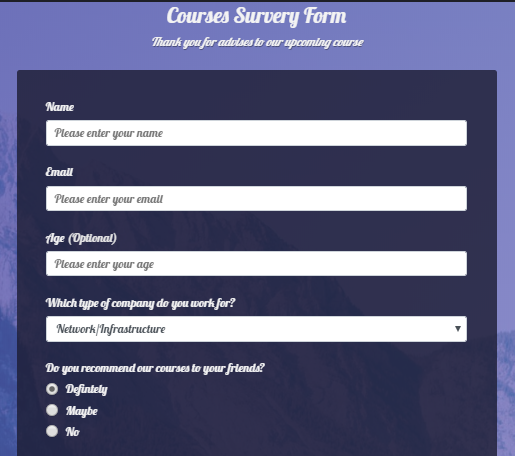 Courses Survery Form
Thank you for advises to our upcoming course
Name
Please enter your name
Email
Please enter your email
Age (Optional)
Please enter your age
Which type of company do you work for?
Network/Infrastructure
Do you recommend our courses to your friends?
Defintely
Maybe
No